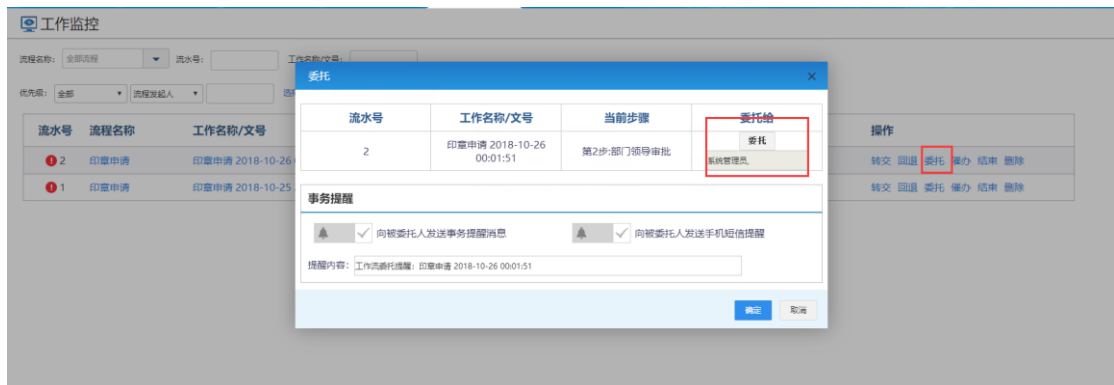 工作监控
流程名称: 全部流程 流水号: 工作名称/文号:
优先级: 全部 流程发起人
委托
流水号 工作名称/文号 当前步骤 委托给
2 印章申请 2018-10-26 00:01:51 第2步:部门领导审批 委托
系统管理员,
事务提醒
向被委托人发送事务提醒消息 向被委托人发送手机短信提醒
提醒内容: 工作流委托提醒：印章申请 2018-10-26 00:01:51
确定 取消
流水号 流程名称 工作名称/文号 操作
2 印章申请 印章申请 2018-10-26 转交 回退 委托 催办 结束 删除
1 印章申请 印章申请 2018-10-25 转交 回退 委托 催办 结束 删除